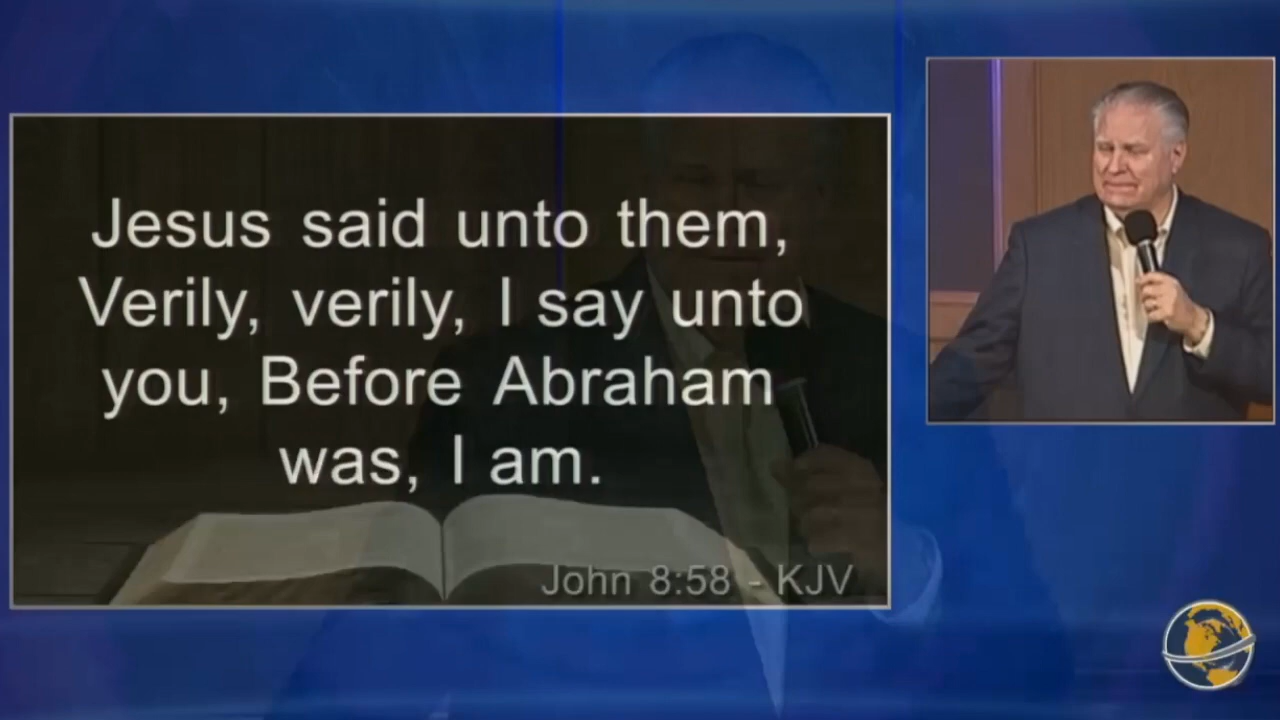 Jesus said unto them,
Verily, verily, I say unto
you, Before Abraham
was, I am.
John 8:58 - KJV